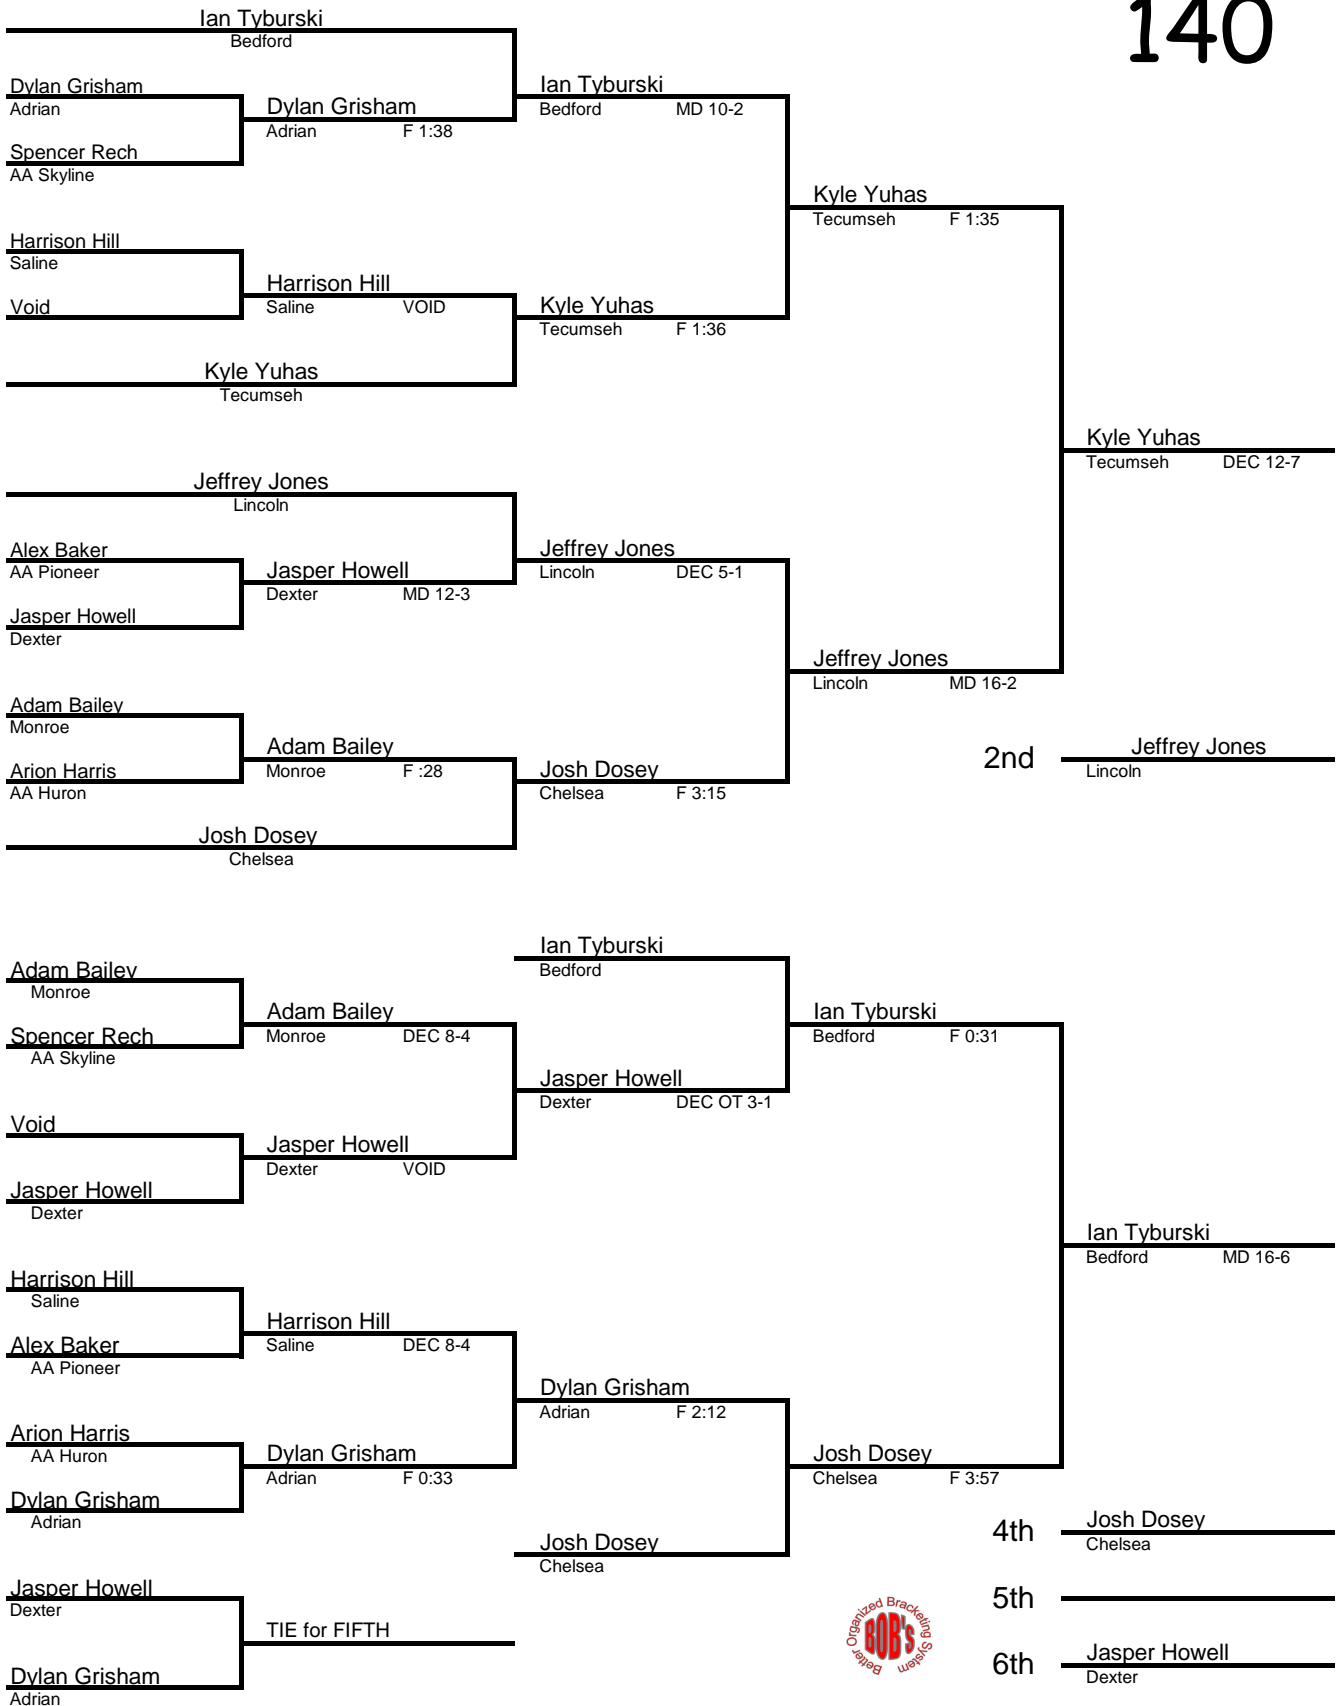 140
Ian Tyburski
Bedford
Dylan Grisham
Adrian
Dylan Grisham
Adrian F 1:38
Spencer Rech
AA Skyline
Ian Tyburski
Bedford MD 10-2
Harrison Hill
Saline
Harrison Hill
Saline VOID
Void
Kyle Yuhas
Tecumseh F 1:36
Kyle Yuhas
Tecumseh
Kyle Yuhas
Tecumseh F 1:35
Kyle Yuhas
Tecumseh DEC 12-7
Jeffrey Jones
Lincoln
Alex Baker
AA Pioneer
Jasper Howell
Dexter MD 12-3
Jasper Howell
Dexter
Jeffrey Jones
Lincoln DEC 5-1
Jeffrey Jones
Lincoln MD 16-2
Adam Bailey
Monroe
Adam Bailey
Monroe F :28
Arion Harris
AA Huron
Josh Dosey
Chelsea F 3:15
Josh Dosey
Chelsea
2nd Jeffrey Jones
Lincoln
Ian Tyburski
Bedford
Adam Bailey
Monroe
Adam Bailey
Monroe DEC 8-4
Spencer Rech
AA Skyline
Ian Tyburski
Bedford F 0:31
Jasper Howell
Dexter DEC OT 3-1
Void
Jasper Howell
Dexter VOID
Jasper Howell
Dexter
Ian Tyburski
Bedford MD 16-6
Harrison Hill
Saline
Harrison Hill
Saline DEC 8-4
Alex Baker
AA Pioneer
Dylan Grisham
Adrian F 2:12
Arion Harris
AA Huron
Dylan Grisham
Adrian F 0:33
Dylan Grisham
Adrian
Josh Dosey
Chelsea F 3:57
Josh Dosey
Chelsea
4th Josh Dosey
Chelsea
Jasper Howell
Dexter
TIE for FIFTH
Dylan Grisham
Adrian
5th
6th Jasper Howell
Dexter
Better Organized Bracketing System
BOB'S